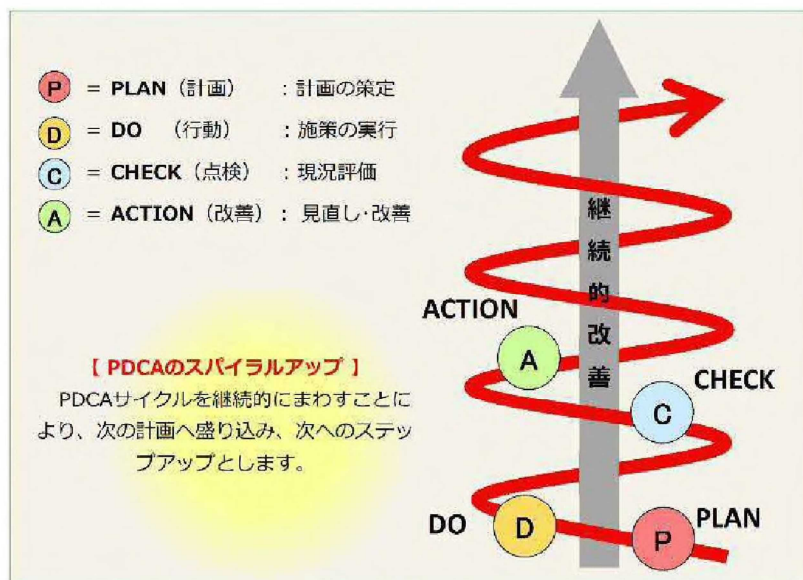 P = PLAN（計画） ：計画の策定
D = DO （行動） ：施策の実行
C = CHECK（点検）：現況評価
A = ACTION（改善）： 見直し・改善
【 PDCAのスパイラルアップ 】
PDCAサイクルを継続的にまわすことに
より、次の計画へ盛り込み、次へのステッ
プアップとします。
継続的改善
ACTION
A
CHECK
C
DO
D
PLAN
P